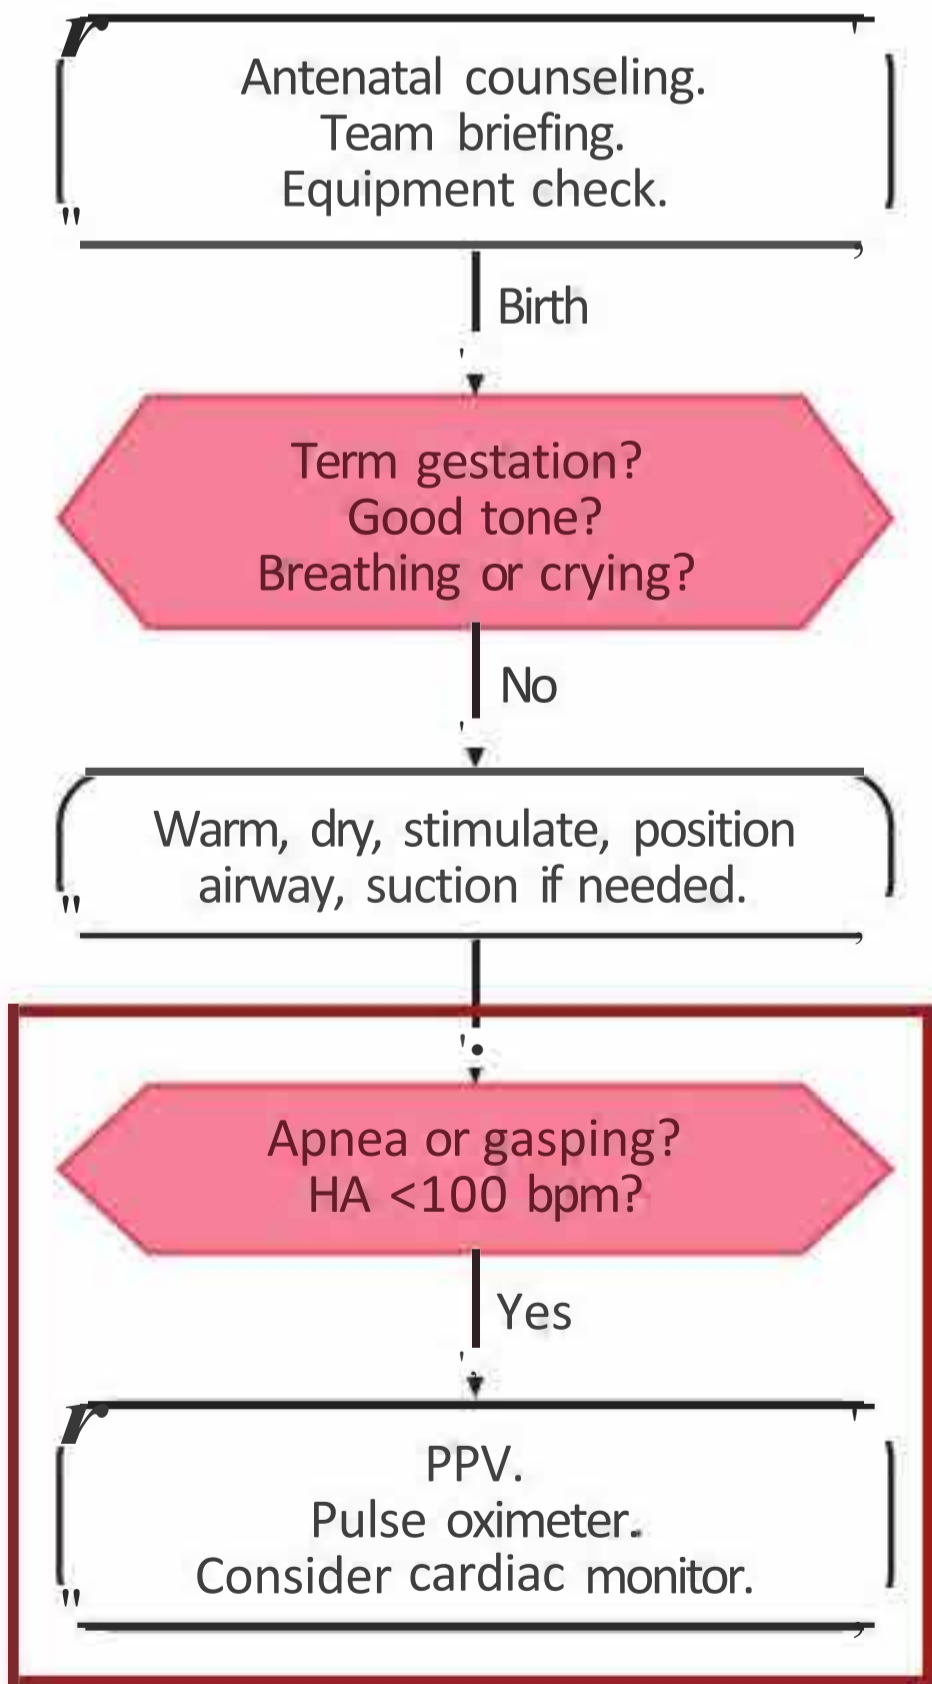 Antenatal counseling.
Team briefing.
Equipment check.
Birth
Term gestation?
Good tone?
Breathing or crying?
No
Warm, dry, stimulate, position
airway, suction if needed.
Apnea or gasping?
HA <100 bpm?
Yes
PPV.
Pulse oximeter.
Consider cardiac monitor.